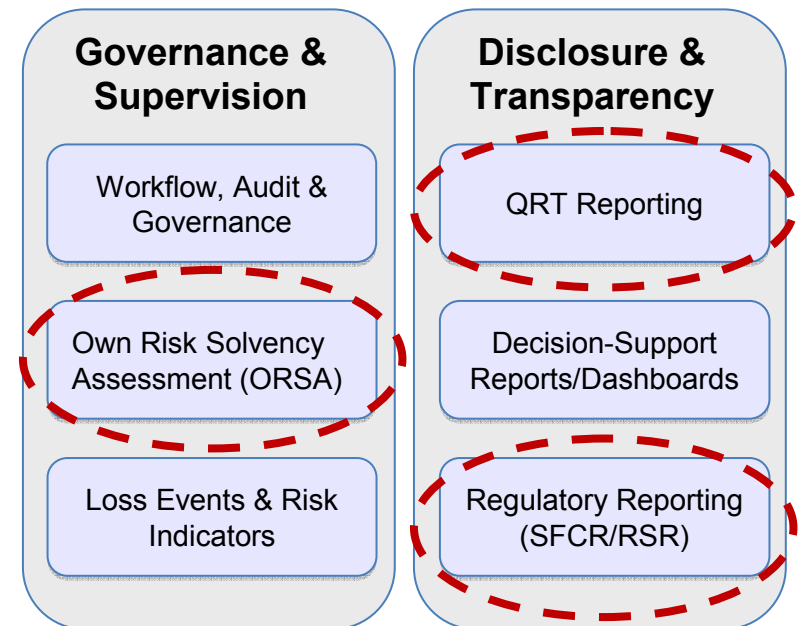 Governance &
Supervision
Workflow, Audit &
Governance
Own Risk Solvency
Assessment (ORSA)
Loss Events & Risk
Indicators
Disclosure &
Transparency
QRT Reporting
Decision-Support
Reports/Dashboards
Regulatory Reporting
(SFCR/RSR)